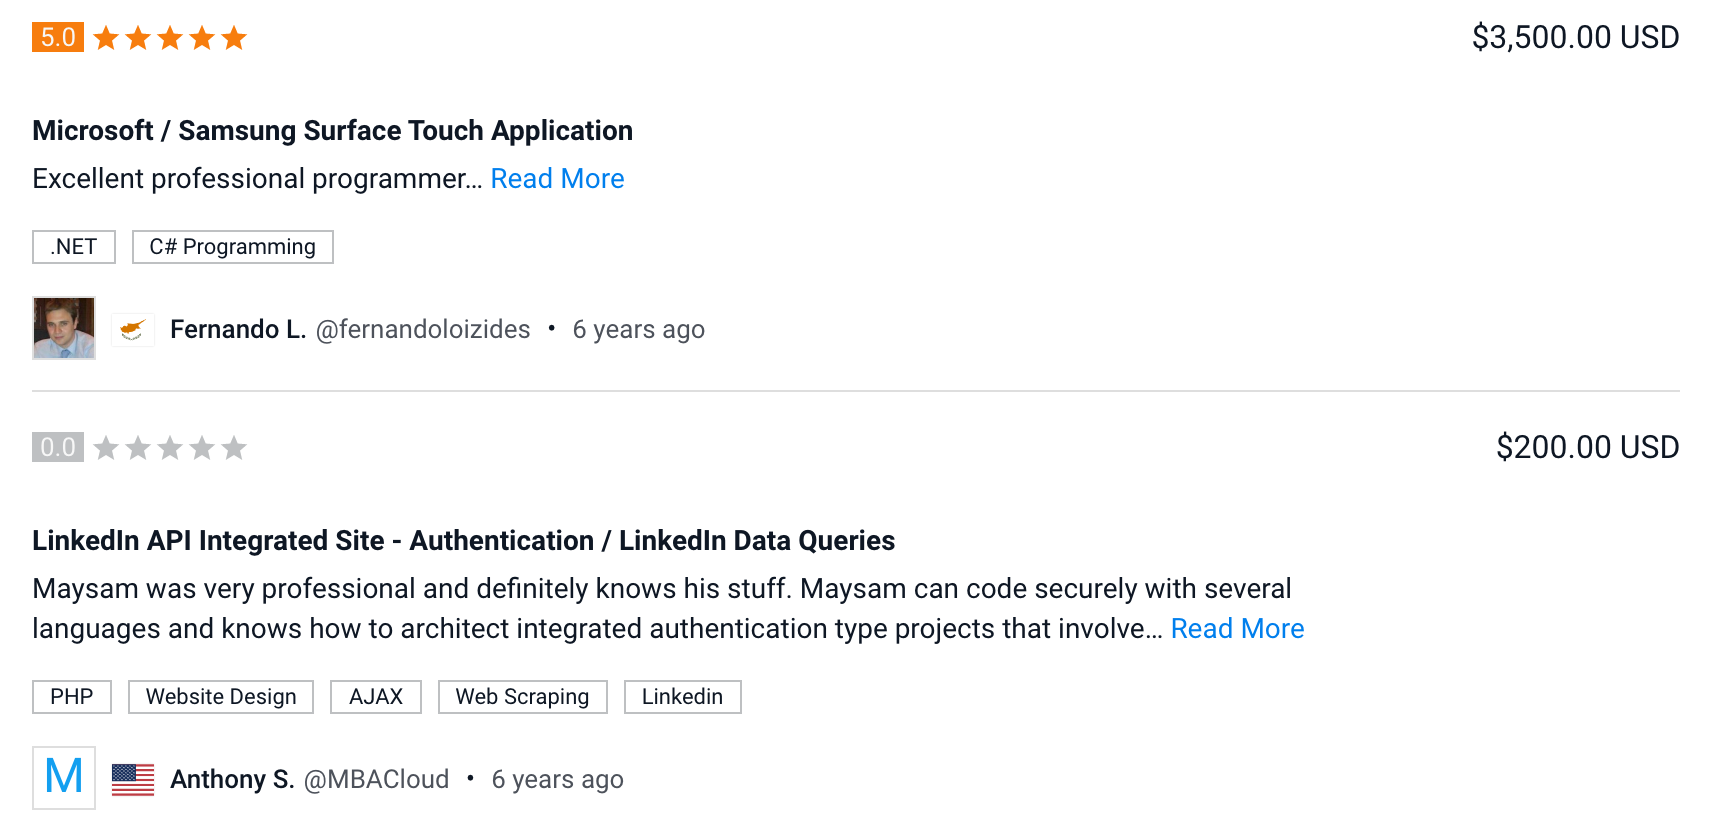 5.0
$3,500.00 USD
Microsoft / Samsung Surface Touch Application
Excellent professional programmer... Read More
.NET
C# Programming
Fernando L. @fernandoloizides • 6 years ago
0.0
$200.00 USD
LinkedIn API Integrated Site - Authentication / LinkedIn Data Queries
Maysam was very professional and definitely knows his stuff. Maysam can code securely with several
languages and knows how to architect integrated authentication type projects that involve... Read More
PHP
Website Design
AJAX
Web Scraping
Linkedin
M
Anthony S. @MBACloud • 6 years ago